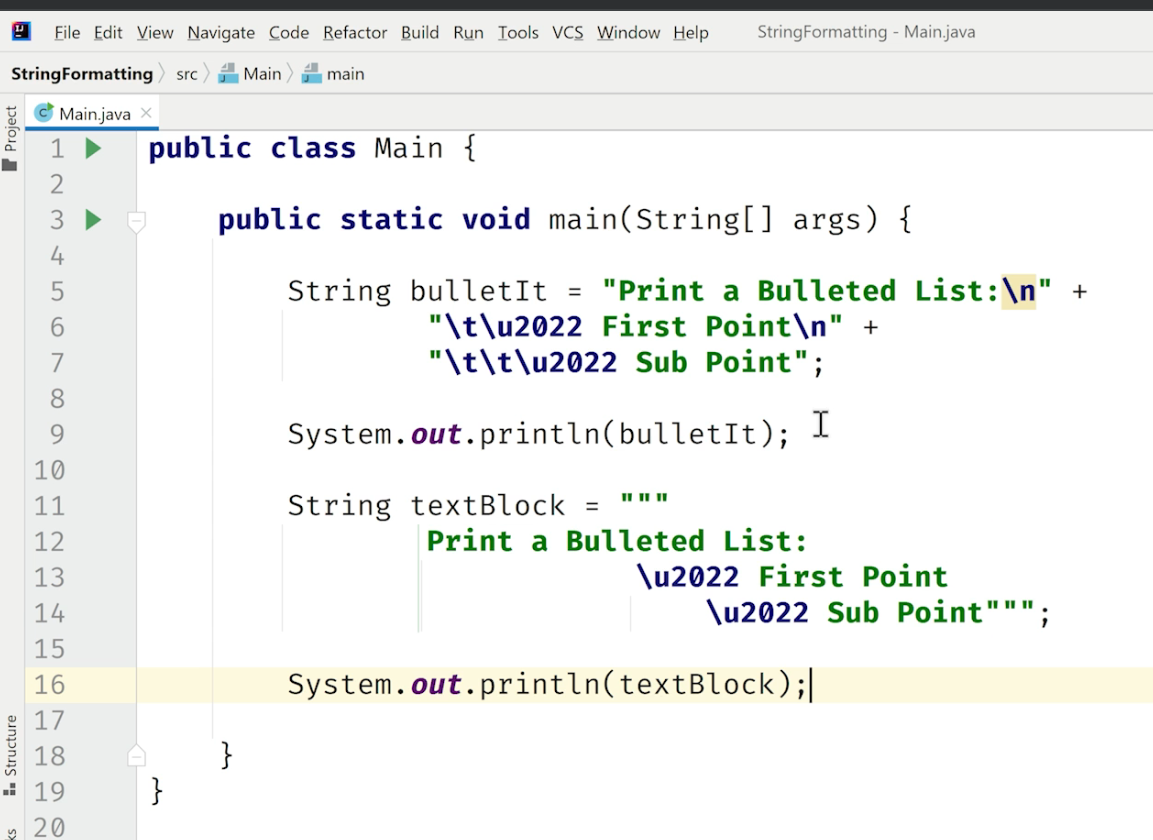 File Edit View Navigate Code Refactor Build Run Tools VCS Window Help StringFormatting - Main.java
StringFormatting src Main main
Project
Main.java
1 public class Main {
2
3     public static void main(String[] args) {
4
5         String bulletIt = "Print a Bulleted List:\n" +
6                 "\t\u2022 First Point\n" +
7                 "\t\t\u2022 Sub Point";
8
9         System.out.println(bulletIt);
10
11         String textBlock = """
12                 Print a Bulleted List:
13                             \u2022 First Point
14                                 \u2022 Sub Point""";
15
16         System.out.println(textBlock);
17
18     }
19 }
20
Structure